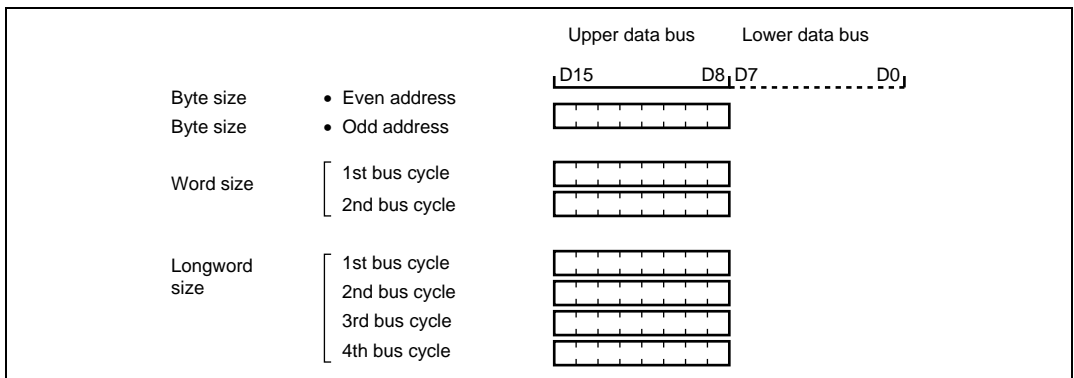 Upper data bus Lower data bus
D15 D8 D7 D0
Byte size • Even address
Byte size • Odd address
Word size
1st bus cycle
2nd bus cycle
Longword size
1st bus cycle
2nd bus cycle
3rd bus cycle
4th bus cycle